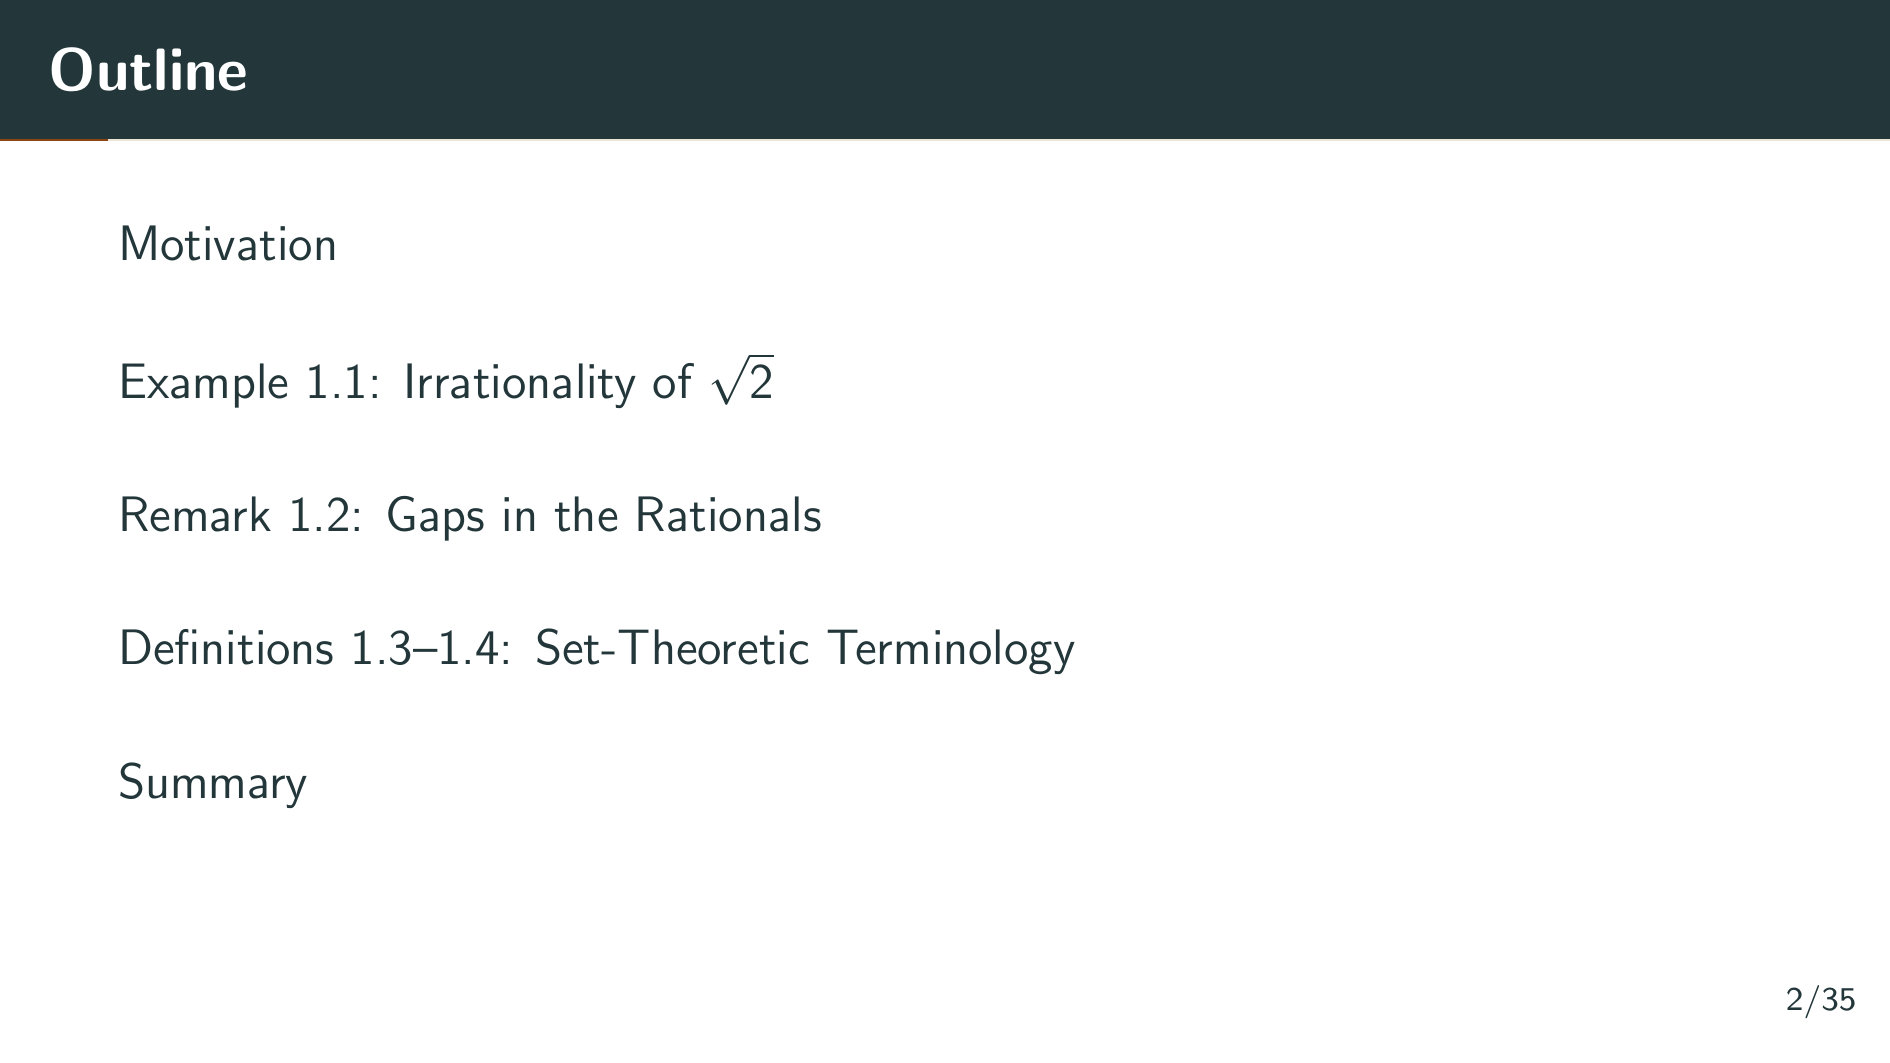 Outline
Motivation
Example 1.1: Irrationality of √2
Remark 1.2: Gaps in the Rationals
Definitions 1.3–1.4: Set-Theoretic Terminology
Summary
2/35